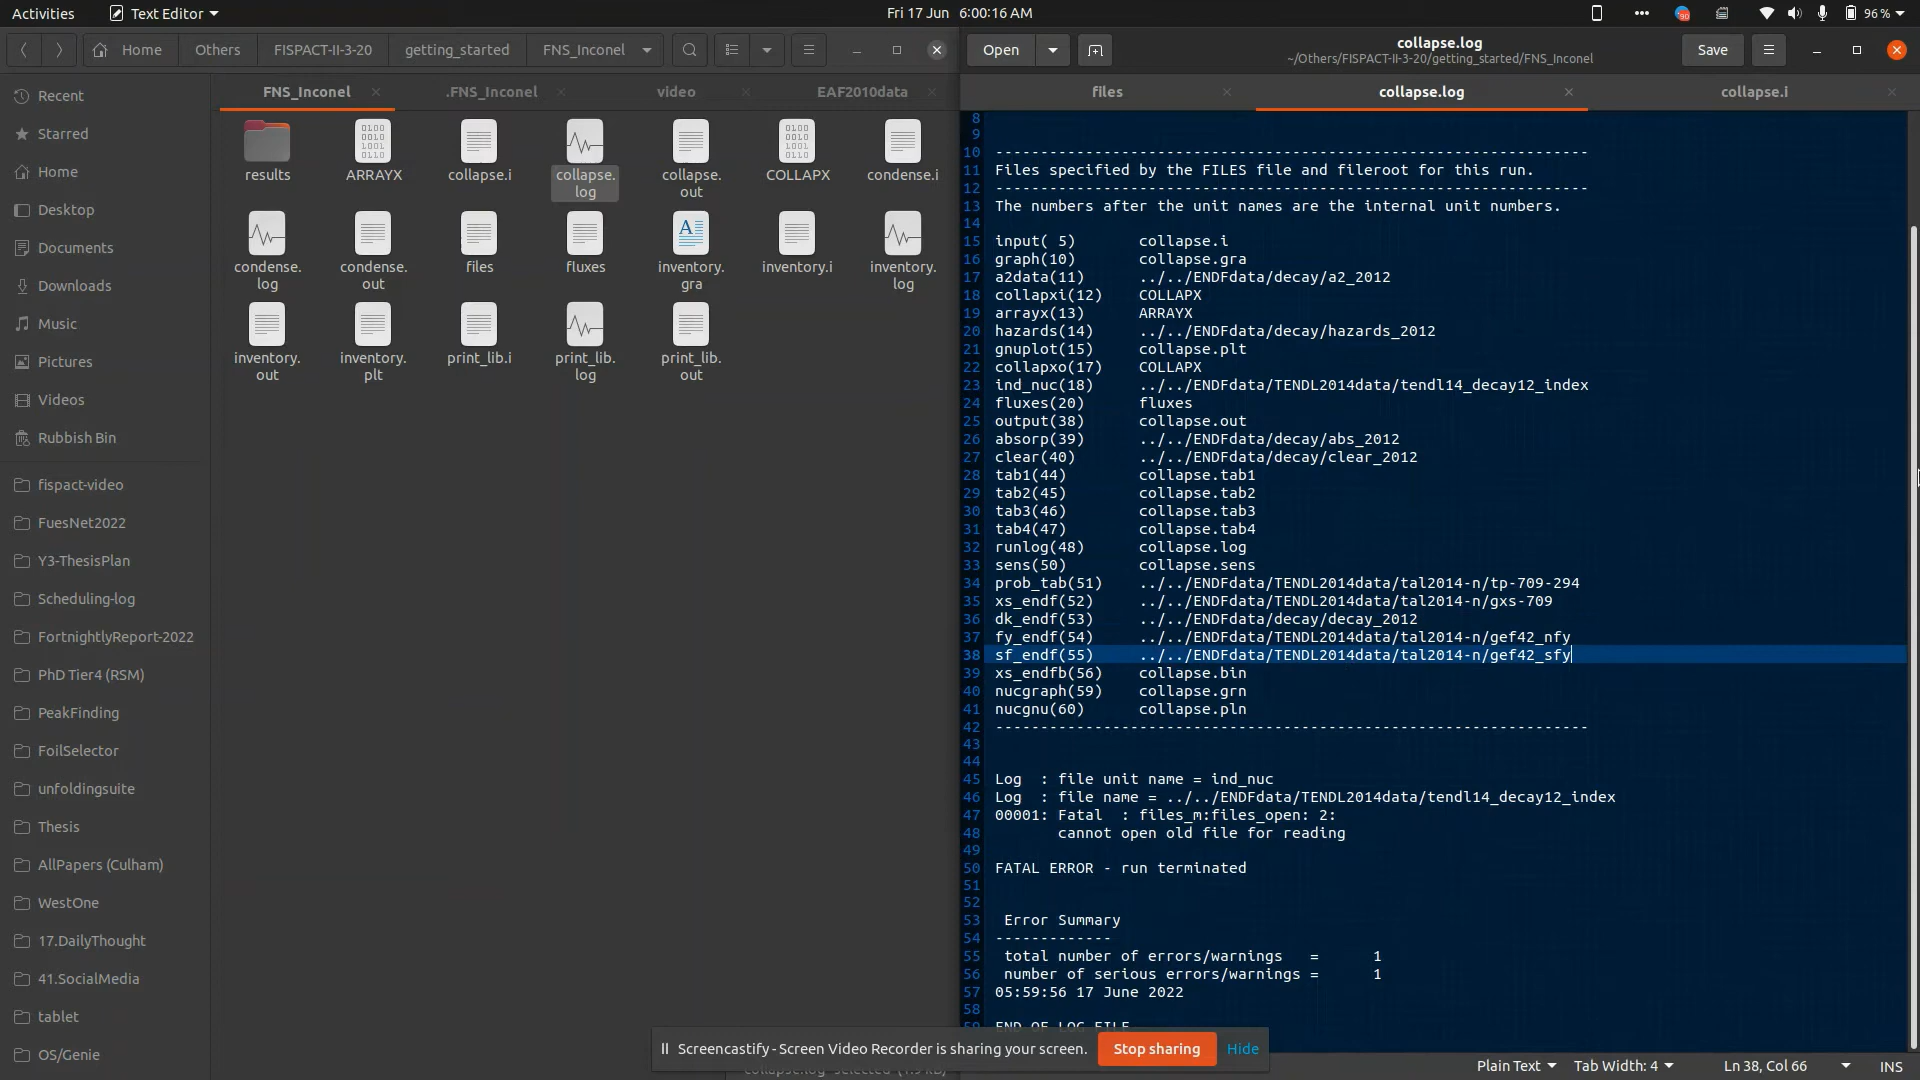 Activities
Text Editor
Fri 17 Jun 6:00:16 AM
90
96 %
Home
Others
FISPACT-II-3-20
getting_started
FNS_Inconel
Open
collapse.log
~/Others/FISPACT-II-3-20/getting_started/FNS_Inconel
Save
FNS_Inconel
.FNS_Inconel
video
EAF2010data
files
collapse.log
collapse.i
Recent
Starred
Home
Desktop
Documents
Downloads
Music
Pictures
Videos
Rubbish Bin
fispact-video
FuesNet2022
Y3-ThesisPlan
Scheduling-log
FortnightlyReport-2022
PhD Tier4 (RSM)
PeakFinding
FoilSelector
unfoldingsuite
Thesis
AllPapers (Culham)
WestOne
17.DailyThought
41.SocialMedia
tablet
OS/Genie
results
ARRAYX
collapse.i
collapse.
log
collapse.
out
COLLAPX
condense.i
condense.
log
condense.
out
files
fluxes
inventory.
gra
inventory.i
inventory.
log
inventory.
out
inventory.
plt
print_lib.i
print_lib.
log
print_lib.
out
8
9
10 ------------------------------------------------------------------
11 Files specified by the FILES file and fileroot for this run.
12 ------------------------------------------------------------------
13 The numbers after the unit names are the internal unit numbers.
14
15 input( 5) collapse.i
16 graph(10) collapse.gra
17 a2data(11) ../../ENDFdata/decay/a2_2012
18 collapxi(12) COLLAPX
19 arrayx(13) ARRAYX
20 hazards(14) ../../ENDFdata/decay/hazards_2012
21 gnuplot(15) collapse.plt
22 collapxo(17) COLLAPX
23 ind_nuc(18) ../../ENDFdata/TENDL2014data/tendl14_decay12_index
24 fluxes(20) fluxes
25 output(38) collapse.out
26 absorp(39) ../../ENDFdata/decay/abs_2012
27 clear(40) ../../ENDFdata/decay/clear_2012
28 tab1(44) collapse.tab1
29 tab2(45) collapse.tab2
30 tab3(46) collapse.tab3
31 tab4(47) collapse.tab4
32 runlog(48) collapse.log
33 sens(50) collapse.sens
34 prob_tab(51) ../../ENDFdata/TENDL2014data/tal2014-n/tp-709-294
35 xs_endf(52) ../../ENDFdata/TENDL2014data/tal2014-n/gxs-709
36 dk_endf(53) ../../ENDFdata/decay/decay_2012
37 fy_endf(54) ../../ENDFdata/TENDL2014data/tal2014-n/gef42_nfy
38 sf_endf(55) ../../ENDFdata/TENDL2014data/tal2014-n/gef42_sfy
39 xs_endfb(56) collapse.bin
40 nucgraph(59) collapse.grn
41 nucgnu(60) collapse.pln
42 ------------------------------------------------------------------
43
44
45 Log : file unit name = ind_nuc
46 Log : file name = ../../ENDFdata/TENDL2014data/tendl14_decay12_index
47 00001: Fatal : files_m:files_open: 2:
48 cannot open old file for reading
49
50 FATAL ERROR - run terminated
51
52
53 Error Summary
54 -------------
55 total number of errors/warnings = 1
56 number of serious errors/warnings = 1
57 05:59:56 17 June 2022
58
59 END OF LOG FILE
Screencastify - Screen Video Recorder is sharing your screen.
Stop sharing
Hide
Plain Text
Tab Width: 4
Ln 38, Col 66
INS